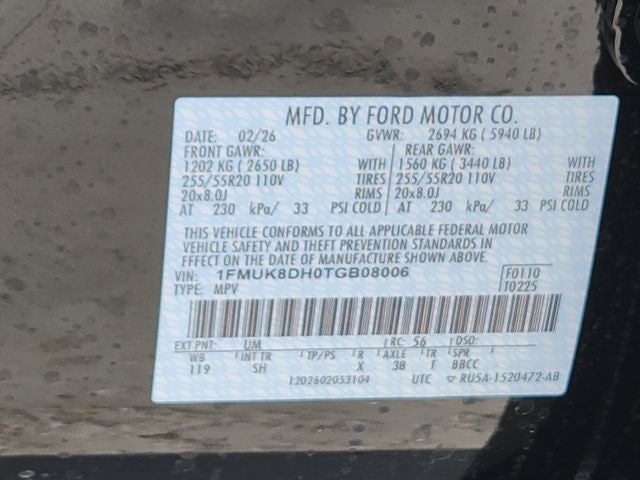 MFD. BY FORD MOTOR CO.
DATE: 02/26 GVWR: 2694 KG ( 5940 LB)
FRONT GAWR: REAR GAWR:
1202 KG ( 2650 LB) WITH 1560 KG ( 3440 LB) WITH
255/55R20 110V TIRES 255/55R20 110V TIRES
20x8.0J RIMS 20x8.0J RIMS
AT 230 kPa/ 33 PSI COLD AT 230 kPa/ 33 PSI COLD
THIS VEHICLE CONFORMS TO ALL APPLICABLE FEDERAL MOTOR
VEHICLE SAFETY AND THEFT PREVENTION STANDARDS IN
EFFECT ON THE DATE OF MANUFACTURE SHOWN ABOVE.
VIN: 1FMUK8DH0TGB08006 F0110
TYPE: MPV T0225
EXT PNT: UM RC: 56 DSO:
WB INT TR TP/PS R AXLE TR SPR
119 SH X 38 T BBCC
1202602053104 UTC RU5A-1520472-AB